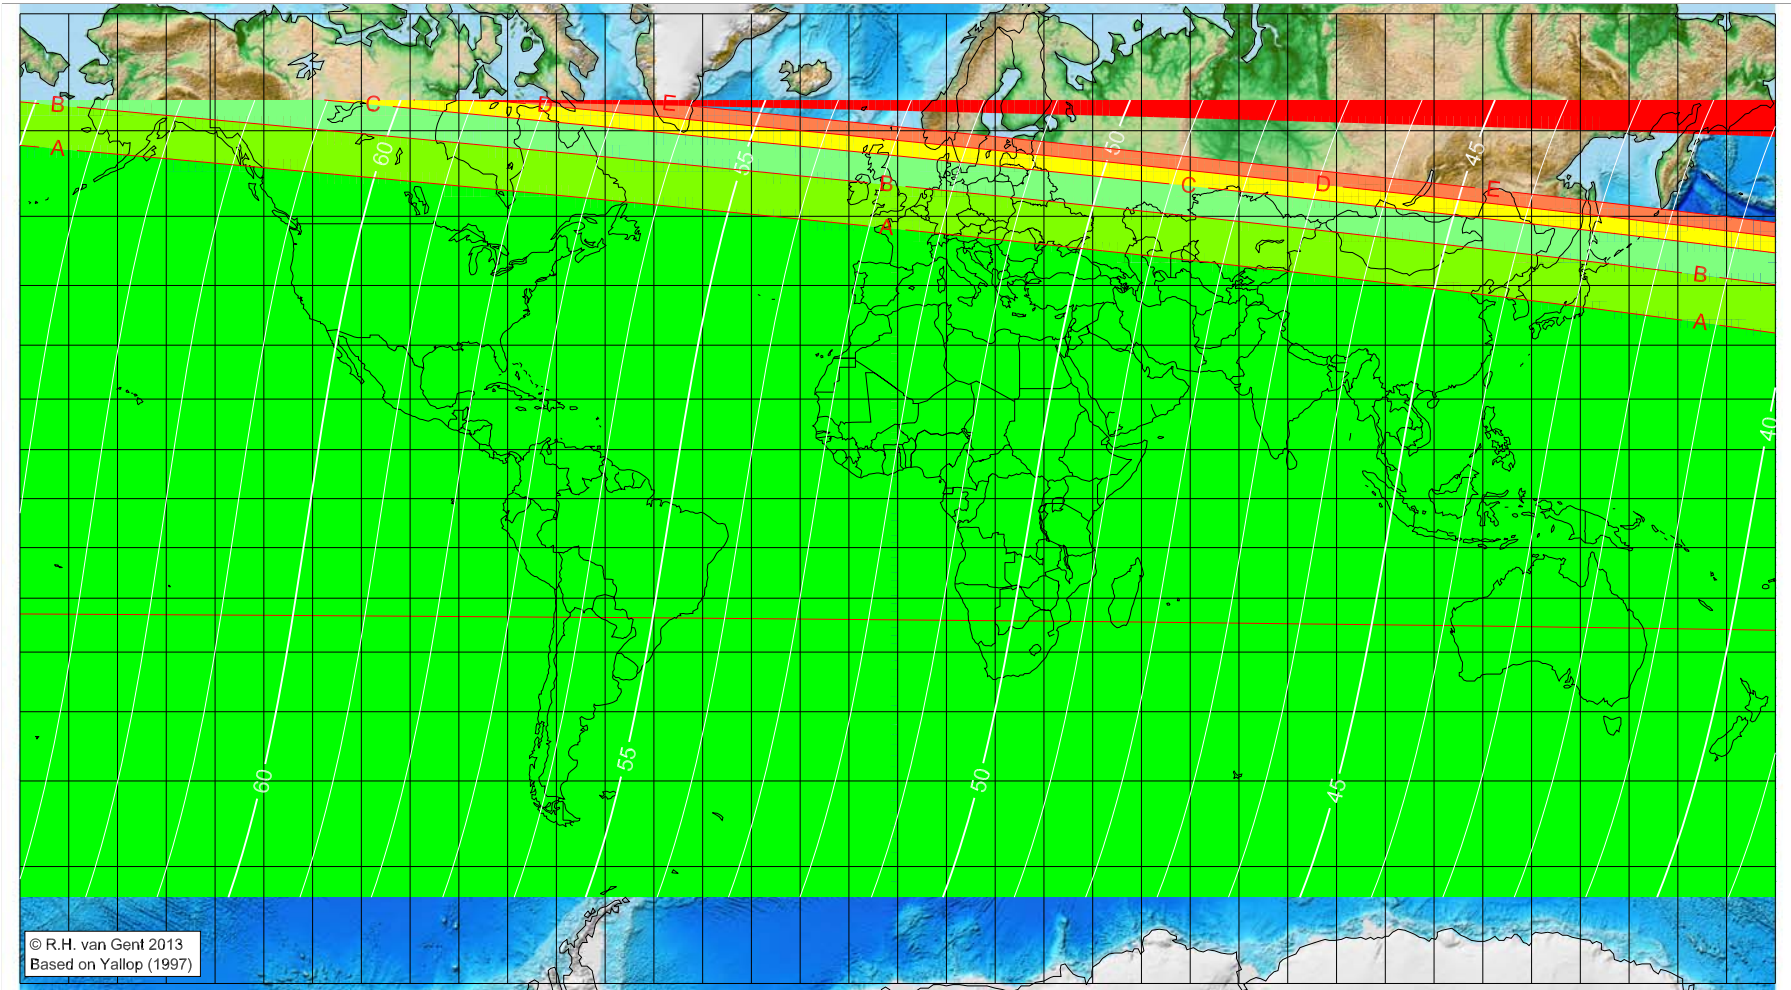 B C D E
A
60 55 50 45
B A
C D E
B
A
40
60 55 50 45
© R.H. van Gent 2013
Based on Yallop (1997)